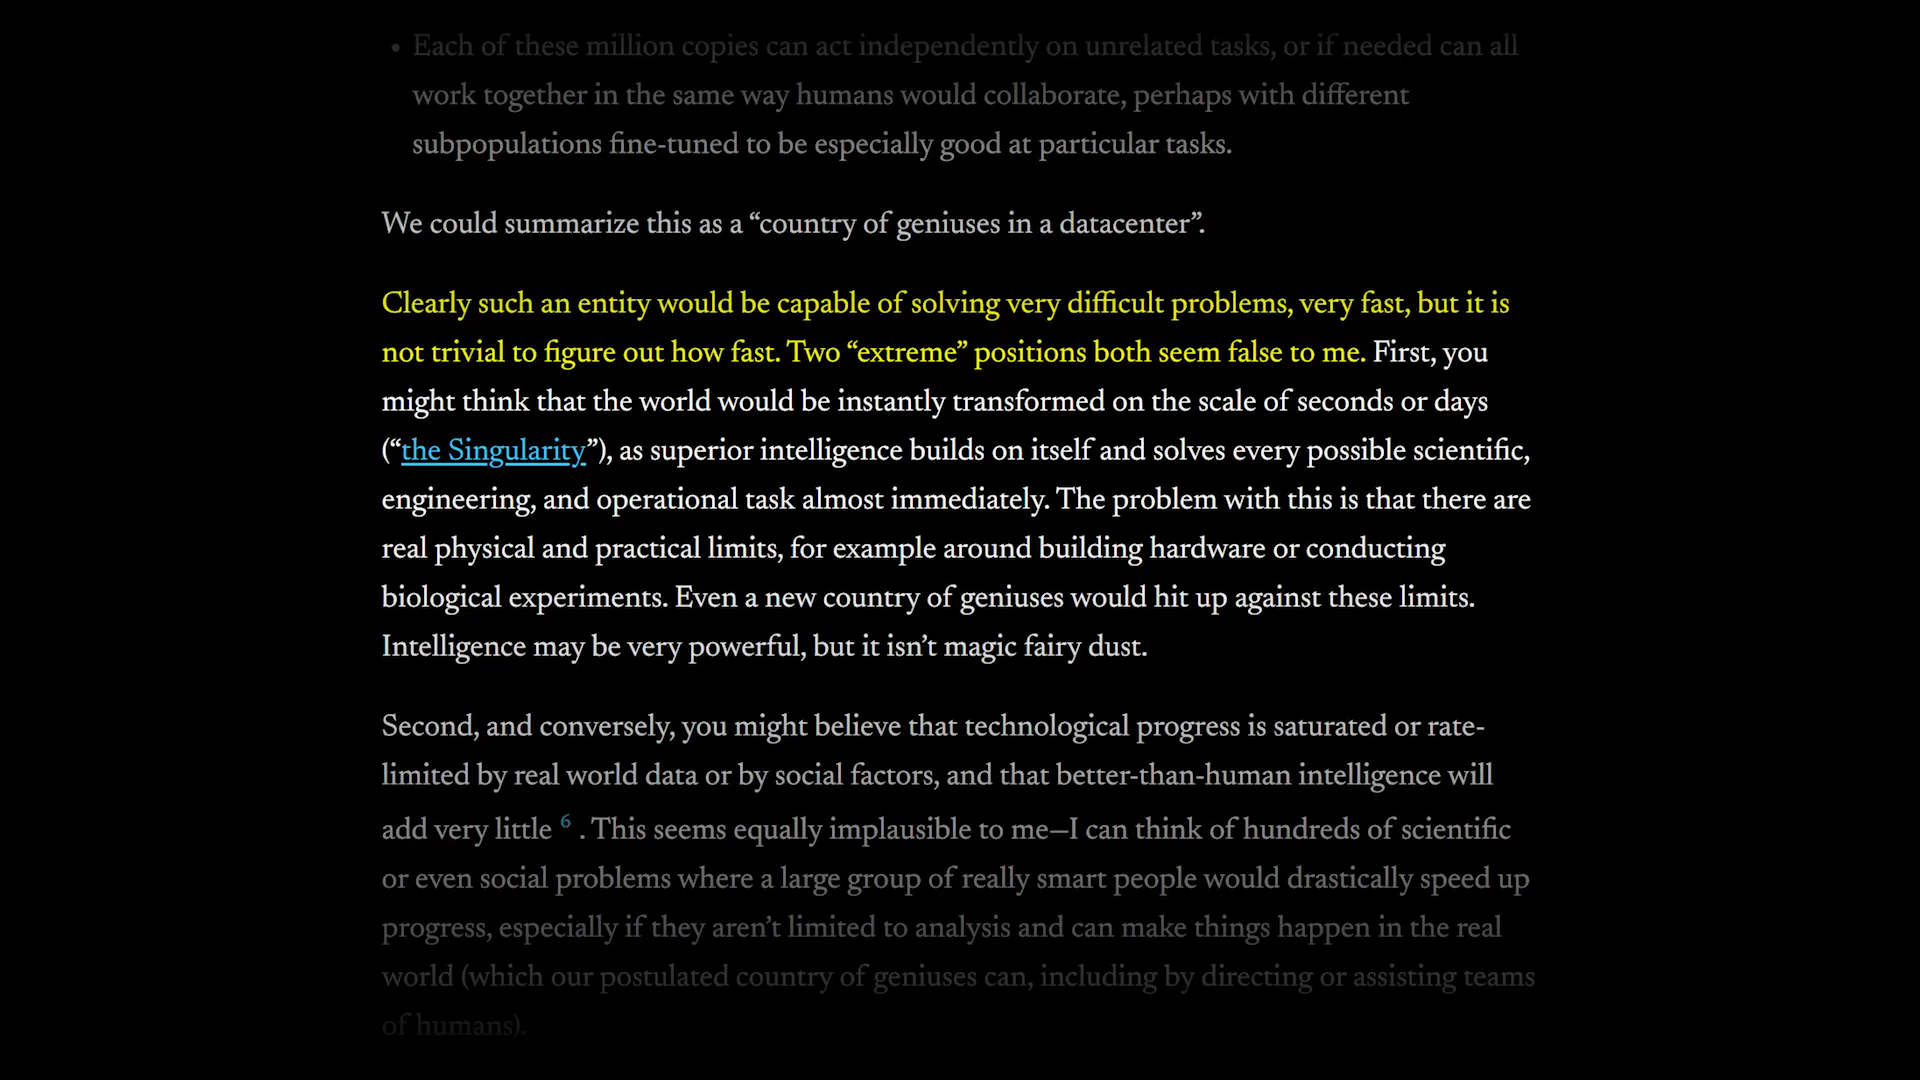 • Each of these million copies can act independently on unrelated tasks, or if needed can all
work together in the same way humans would collaborate, perhaps with different
subpopulations fine-tuned to be especially good at particular tasks.
We could summarize this as a “country of geniuses in a datacenter”.
Clearly such an entity would be capable of solving very difficult problems, very fast, but it is
not trivial to figure out how fast. Two “extreme” positions both seem false to me. First, you
might think that the world would be instantly transformed on the scale of seconds or days
(“the Singularity”), as superior intelligence builds on itself and solves every possible scientific,
engineering, and operational task almost immediately. The problem with this is that there are
real physical and practical limits, for example around building hardware or conducting
biological experiments. Even a new country of geniuses would hit up against these limits.
Intelligence may be very powerful, but it isn’t magic fairy dust.
Second, and conversely, you might believe that technological progress is saturated or rate-
limited by real world data or by social factors, and that better-than-human intelligence will
add very little 6 . This seems equally implausible to me—I can think of hundreds of scientific
or even social problems where a large group of really smart people would drastically speed up
progress, especially if they aren’t limited to analysis and can make things happen in the real
world (which our postulated country of geniuses can, including by directing or assisting teams
of humans).